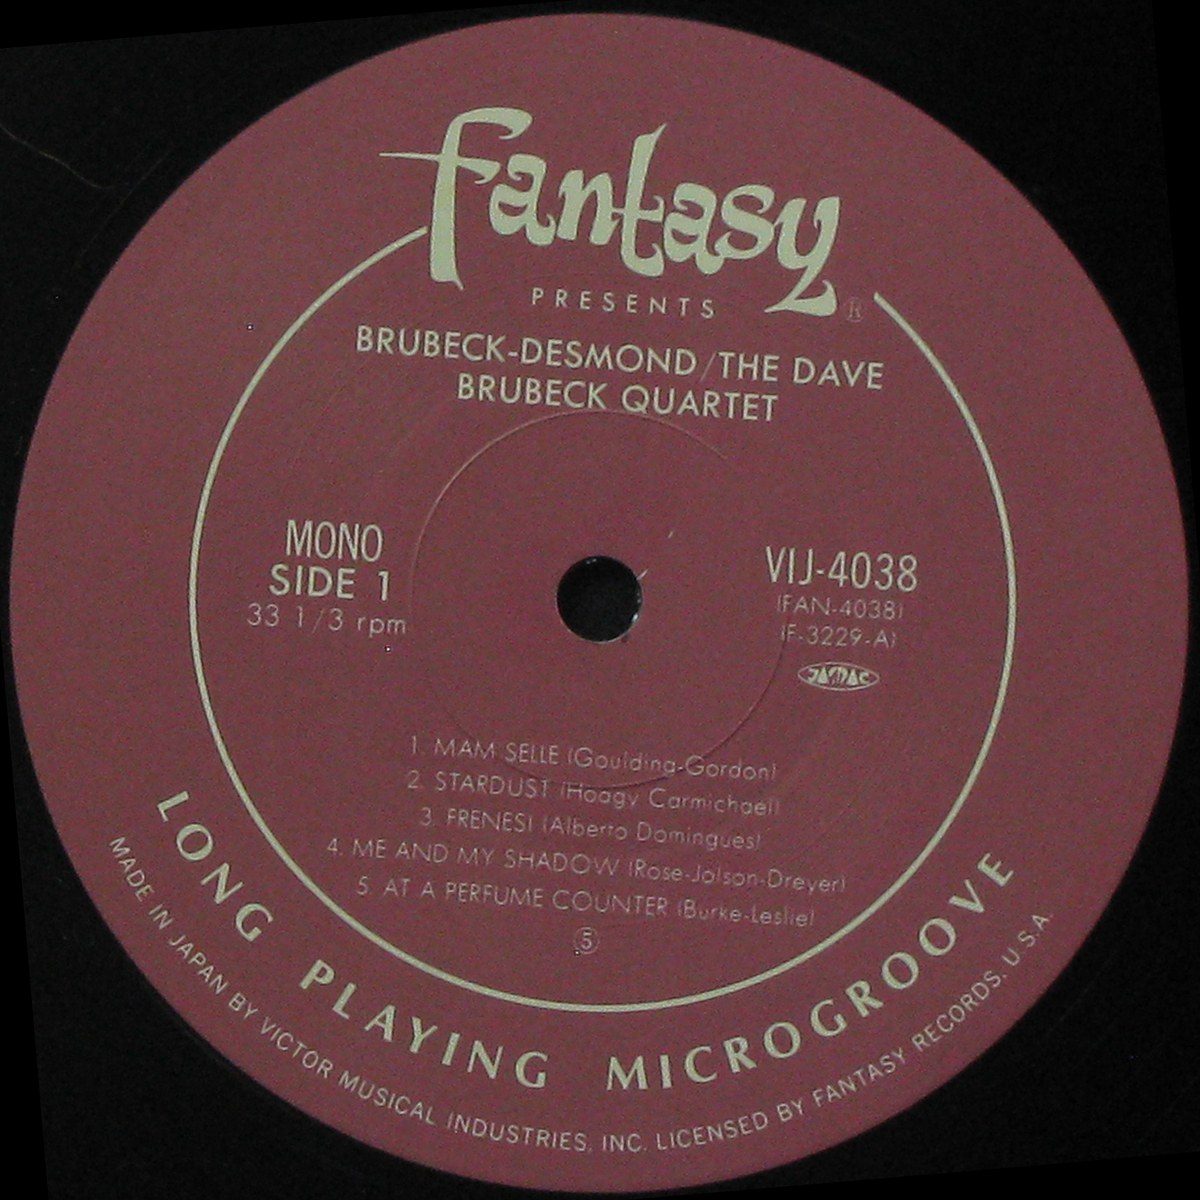 fantasy
PRESENTS
®
BRUBECK-DESMOND/THE DAVE
BRUBECK QUARTET
MONO
SIDE 1
33 1/3 rpm
VIJ-4038
(FAN-4038)
(F-3229-A)
JASRAC
1. MAM SELLE (Goulding-Gordon)
2. STARDUST (Hoagy Carmichael)
3. FRENESI (Alberto Domingues)
4. ME AND MY SHADOW (Rose-Jolson-Dreyer)
5. AT A PERFUME COUNTER (Burke-Leslie)
Ⓢ
LONG PLAYING MICROGROOVE
MADE IN JAPAN BY VICTOR MUSICAL INDUSTRIES, INC. LICENSED BY FANTASY RECORDS, U.S.A.